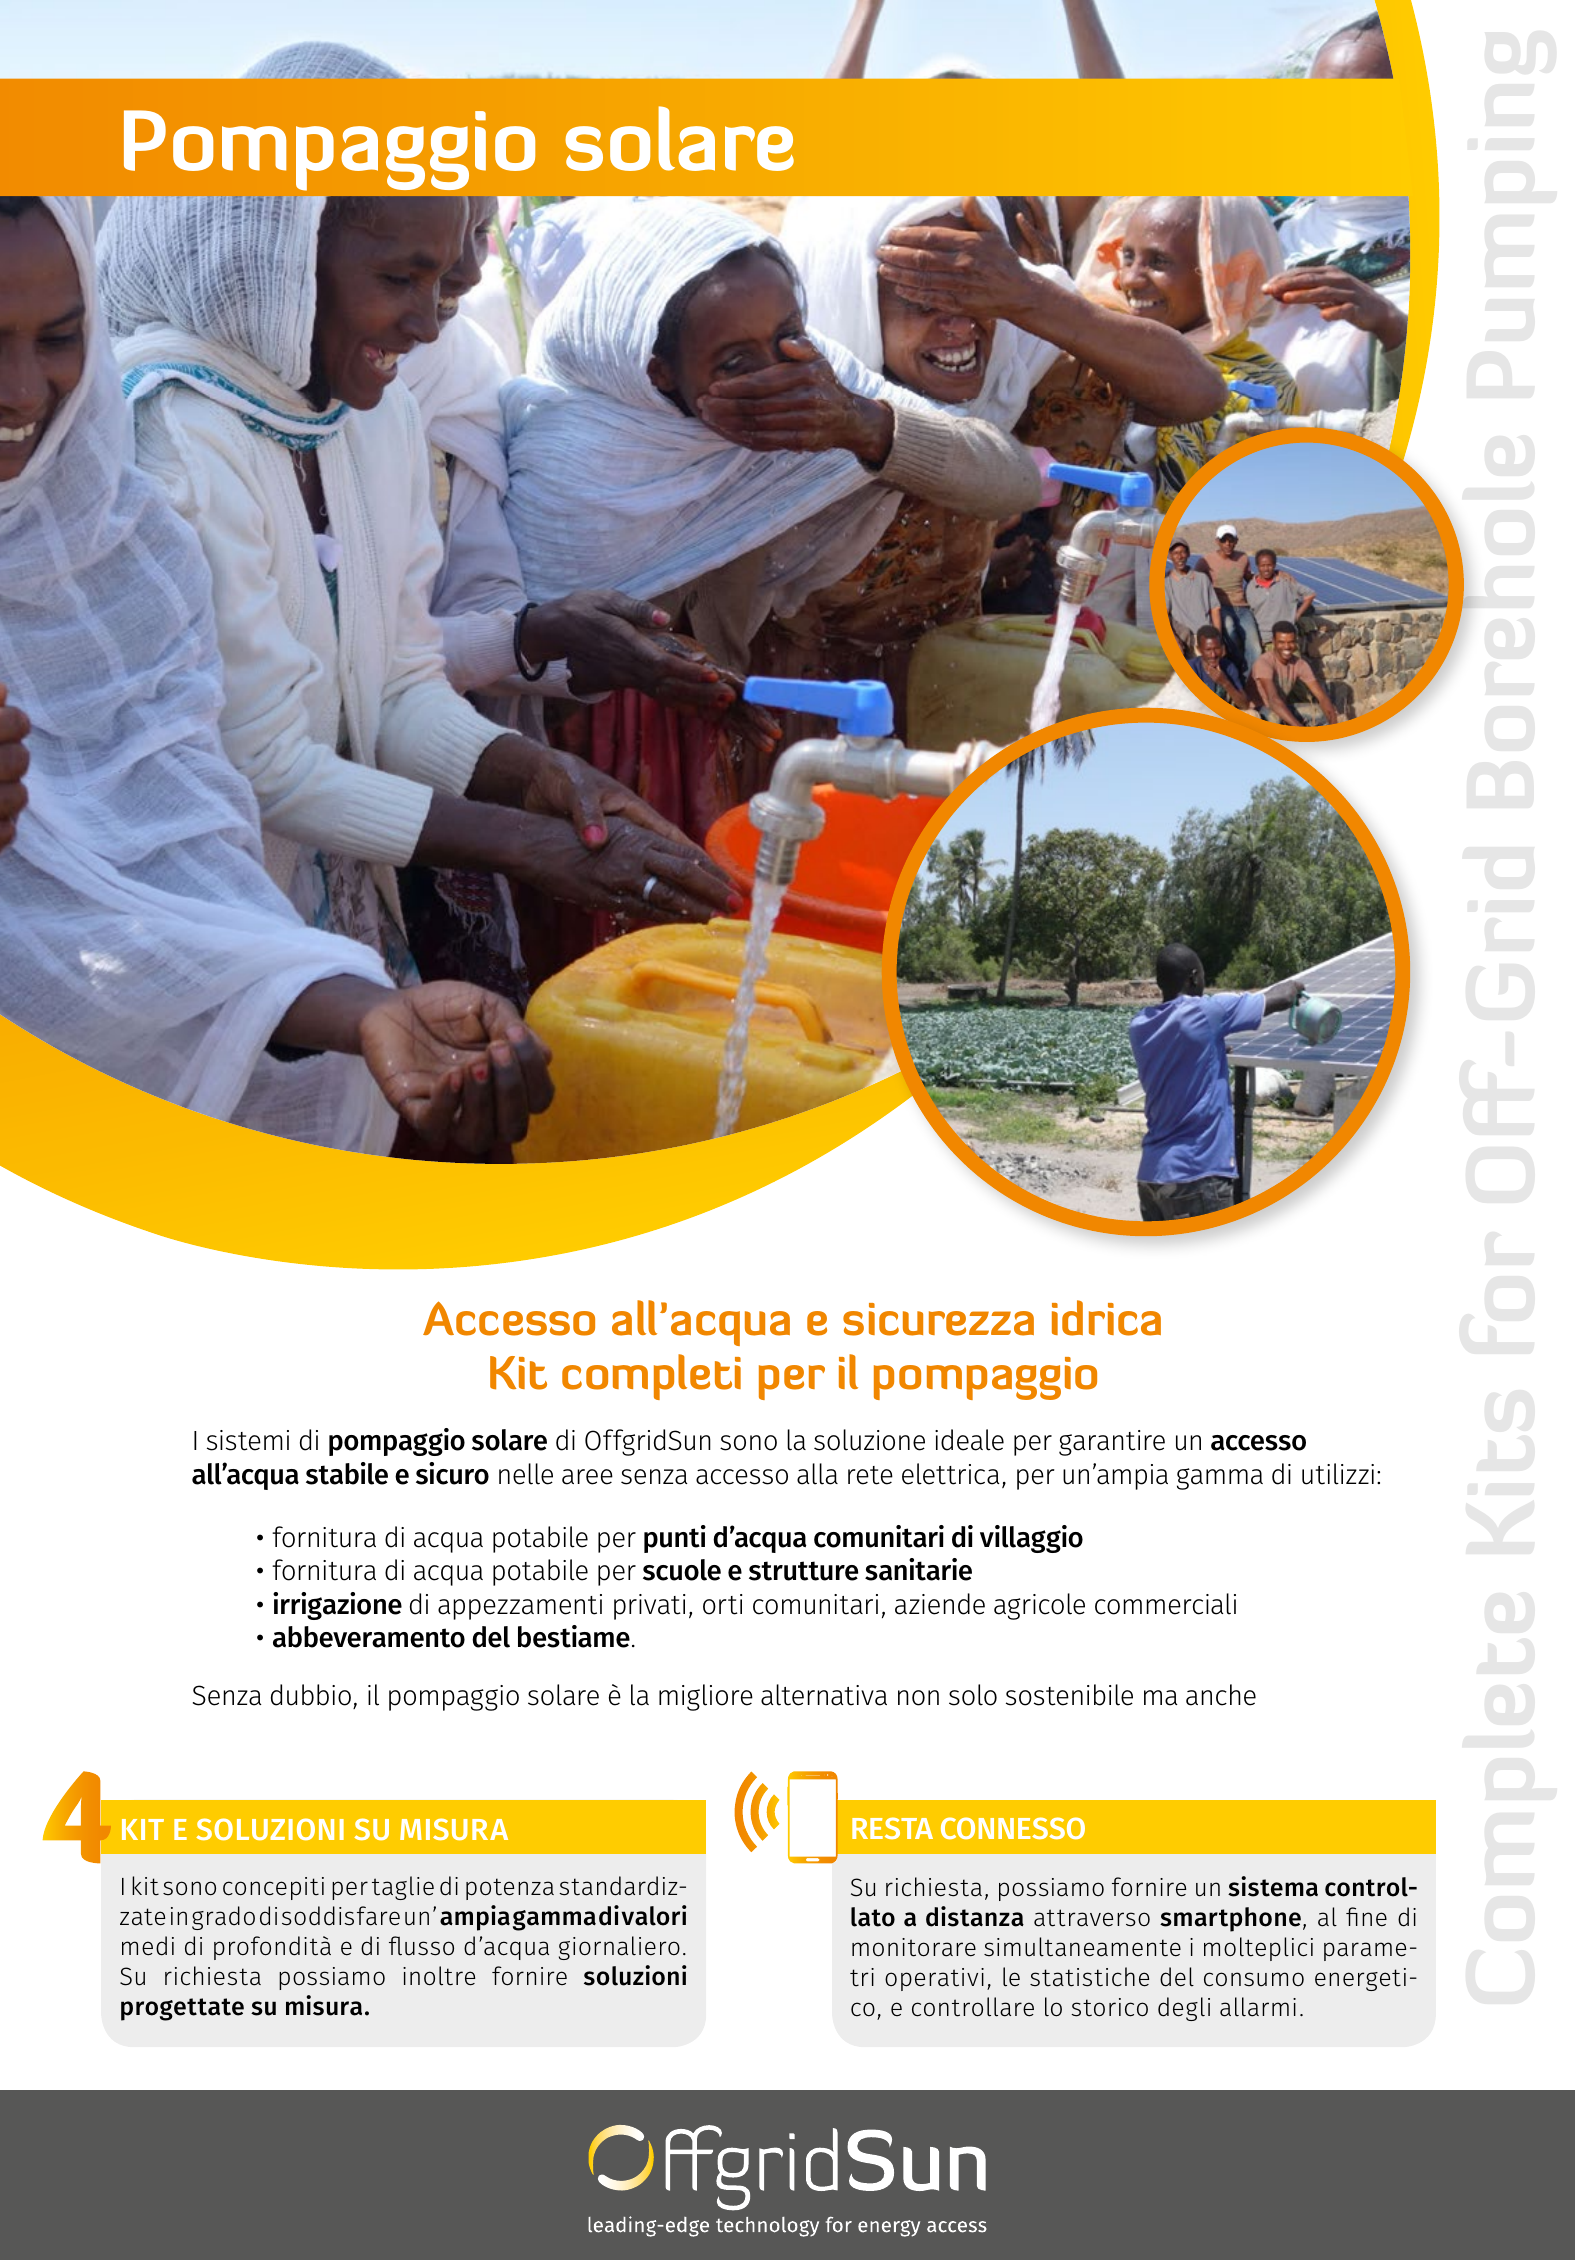 Pompaggio solare
Complete Kits for Off-Grid Borehole Pumping
Accesso all’acqua e sicurezza idrica
Kit completi per il pompaggio
I sistemi di pompaggio solare di OffgridSun sono la soluzione ideale per garantire un accesso
all’acqua stabile e sicuro nelle aree senza accesso alla rete elettrica, per un’ampia gamma di utilizzi:
• fornitura di acqua potabile per punti d’acqua comunitari di villaggio
• fornitura di acqua potabile per scuole e strutture sanitarie
• irrigazione di appezzamenti privati, orti comunitari, aziende agricole commerciali
• abbeveramento del bestiame.
Senza dubbio, il pompaggio solare è la migliore alternativa non solo sostenibile ma anche
4 KIT E SOLUZIONI SU MISURA
I kit sono concepiti per taglie di potenza standardiz-
zate in grado di soddisfare un’ampia gamma di valori
medi di profondità e di flusso d’acqua giornaliero.
Su richiesta possiamo inoltre fornire soluzioni
progettate su misura.
RESTA CONNESSO
Su richiesta, possiamo fornire un sistema control-
lato a distanza attraverso smartphone, al fine di
monitorare simultaneamente i molteplici parame-
tri operativi, le statistiche del consumo energeti-
co, e controllare lo storico degli allarmi.
OffgridSun
leading-edge technology for energy access